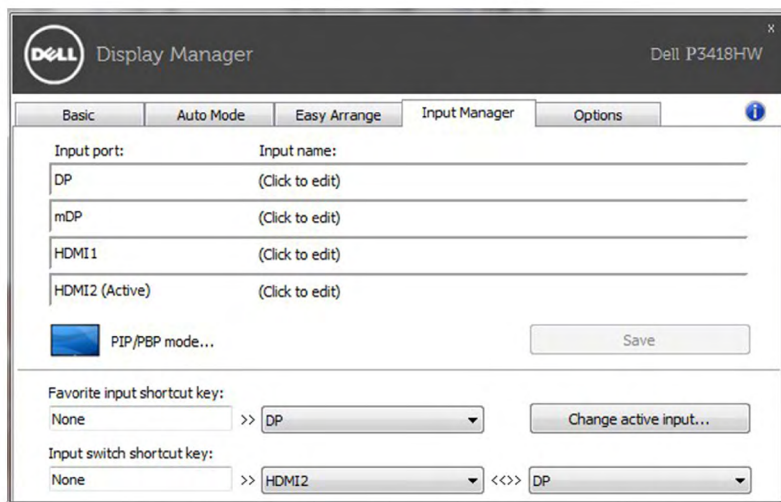 x
DELL Display Manager Dell P3418HW
Basic Auto Mode Easy Arrange Input Manager Options i
Input port: Input name:
DP (Click to edit)
mDP (Click to edit)
HDMI1 (Click to edit)
HDMI2 (Active) (Click to edit)
PIP/PBP mode... Save
Favorite input shortcut key:
None >> DP Change active input...
Input switch shortcut key:
None >> HDMI2 <<>> DP